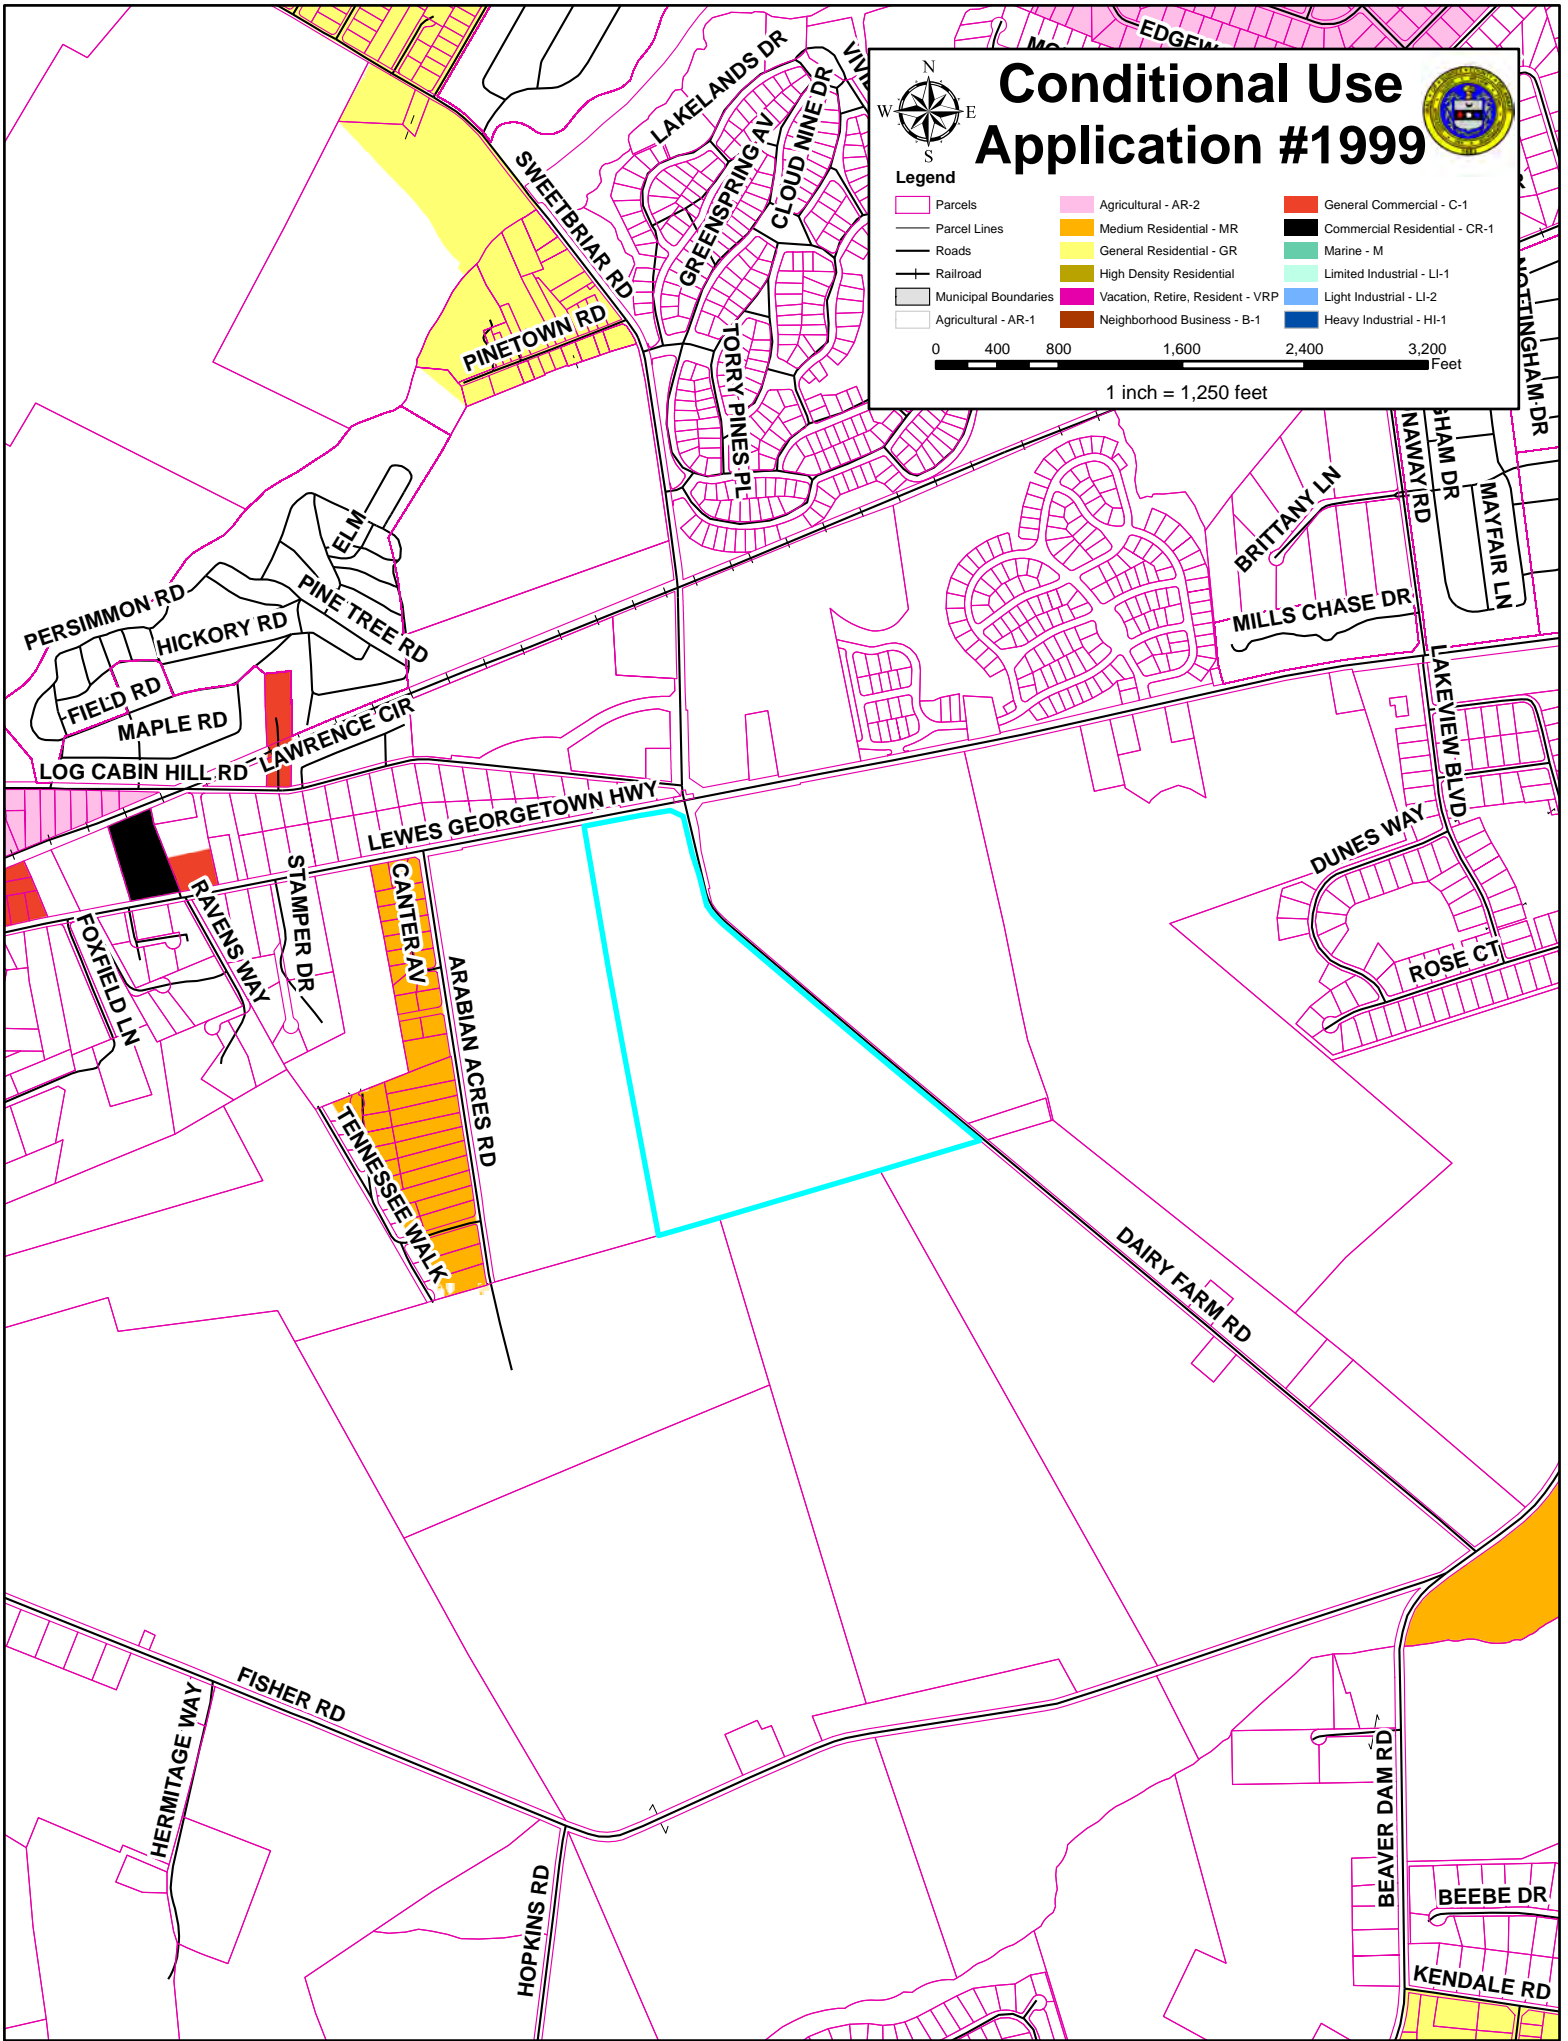 Conditional Use
Application #1999
N
W
E
S
Legend
Parcels
Parcel Lines
Roads
Railroad
Municipal Boundaries
Agricultural - AR-1
Agricultural - AR-2
Medium Residential - MR
General Residential - GR
High Density Residential
Vacation, Retire, Resident - VRP
Neighborhood Business - B-1
General Commercial - C-1
Commercial Residential - CR-1
Marine - M
Limited Industrial - LI-1
Light Industrial - LI-2
Heavy Industrial - HI-1
0 400 800 1,600 2,400 3,200
Feet
1 inch = 1,250 feet
LAKELANDS DR
GREENSPRING AV
CLOUD NINE DR
SWEETBRIAR RD
PINETOWN RD
TORRY PINES PL
NOTTINGHAM DR
MAYFAIR LN
BRITTANY LN
MILLS CHASE DR
ELM
PERSIMMON RD
HICKORY RD
PINE TREE RD
FIELD RD
MAPLE RD
LAWRENCE CIR
LOG CABIN HILL RD
LEWES GEORGETOWN HWY
LAKEVIEW BLVD
DUNES WAY
ROSE CT
STAMPER DR
CANTER AV
RAVENS WAY
FOXFIELD LN
ARABIAN ACRES RD
TENNESSEE WALK
DAIRY FARM RD
FISHER RD
HERMITAGE WAY
HOPKINS RD
BEAVER DAM RD
BEEBE DR
KENDALE RD